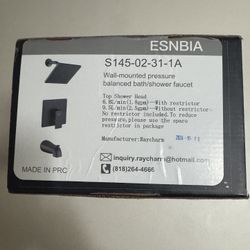 ESNBIA
S145-02-31-1A
Wall-mounted pressure
balanced bath/shower faucet
Top Shower Head
6.8L/min(1.8gpm)--With restrictor
9.5L/min(2.5gpm)--Without restrictor
No restrictor included.To reduce
pressure,please use the spare
restrictor in package
Manufacturer:Raycharm
inquiry.raycharm@hotmail.com
(818)264-4666
MADE IN PRC